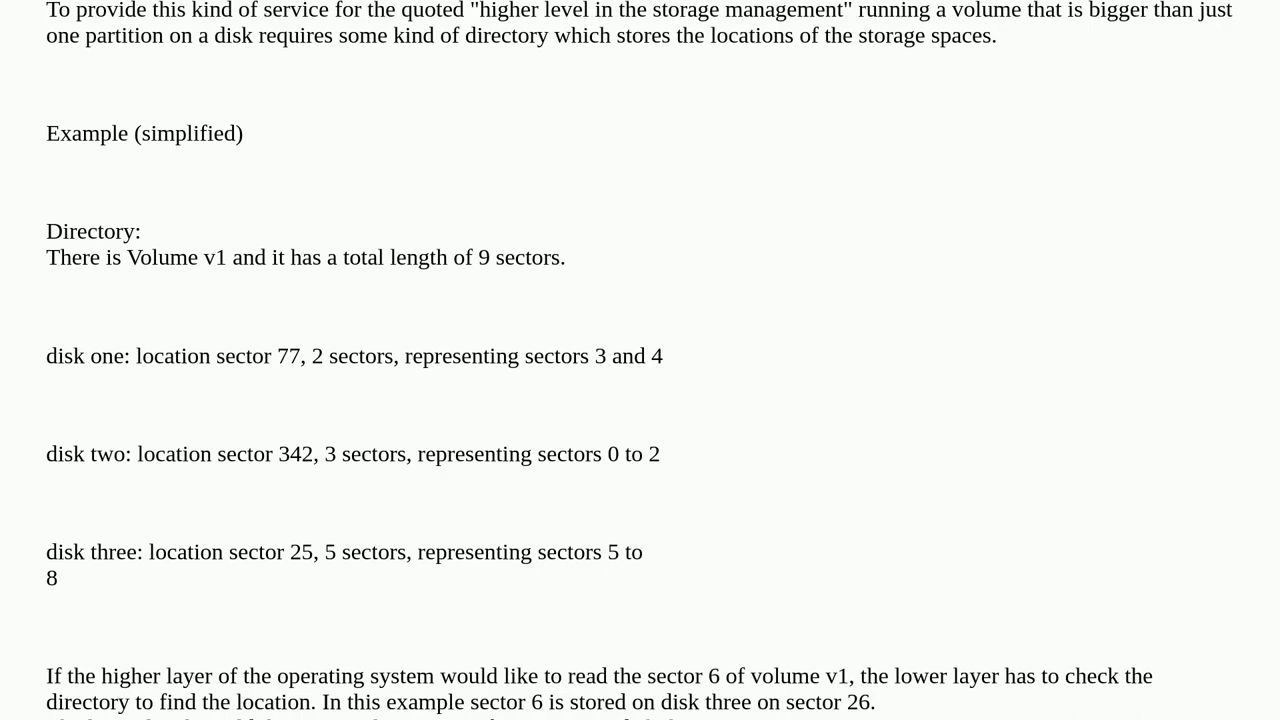 To provide this kind of service for the quoted "higher level in the storage management" running a volume that is bigger than just
one partition on a disk requires some kind of directory which stores the locations of the storage spaces.
Example (simplified)
Directory:
There is Volume v1 and it has a total length of 9 sectors.
disk one: location sector 77, 2 sectors, representing sectors 3 and 4
disk two: location sector 342, 3 sectors, representing sectors 0 to 2
disk three: location sector 25, 5 sectors, representing sectors 5 to
8
If the higher layer of the operating system would like to read the sector 6 of volume v1, the lower layer has to check the
directory to find the location. In this example sector 6 is stored on disk three on sector 26.